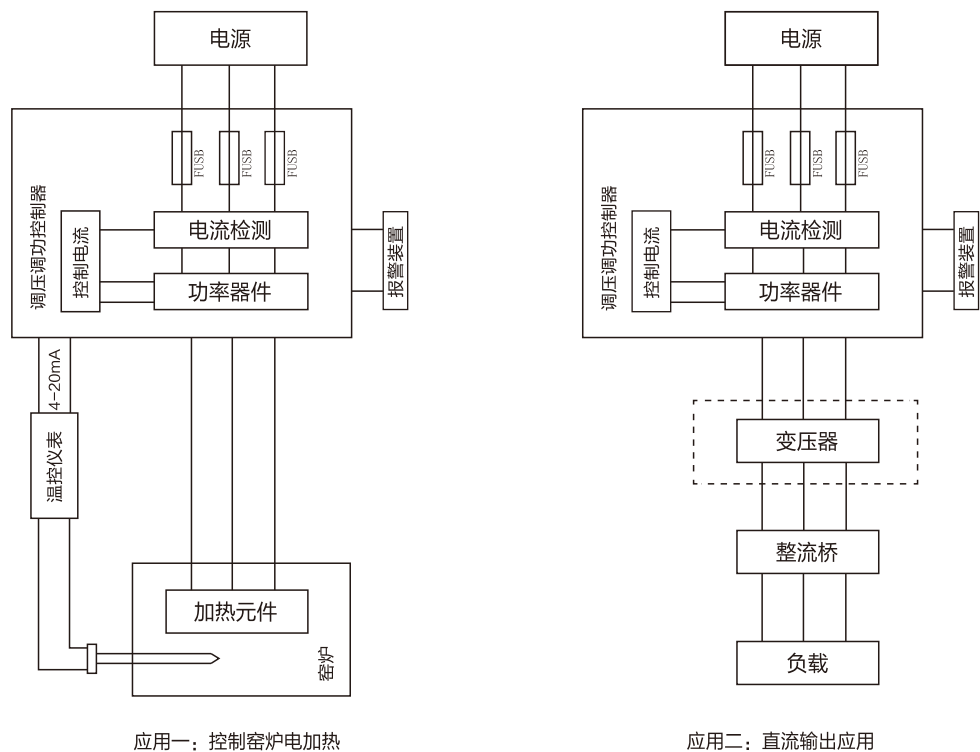 电源
FUSB
FUSB
FUSB
调压调功控制器
控制电流
电流检测
功率器件
报警装置
4-20mA
温控仪表
加热元件
窑炉
应用一：控制窑炉电加热
电源
FUSB
FUSB
FUSB
调压调功控制器
控制电流
电流检测
功率器件
报警装置
变压器
整流桥
负载
应用二：直流输出应用